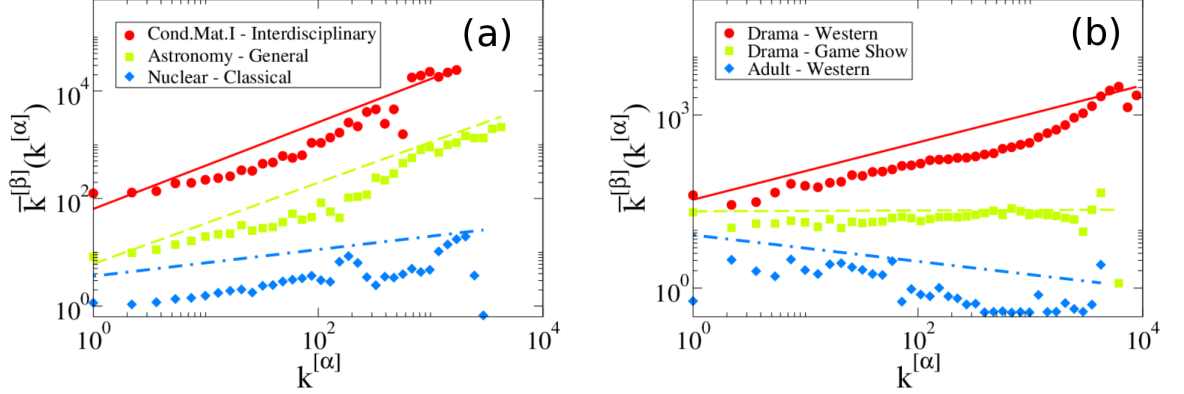 Cond.Mat.I - Interdisciplinary
Astronomy - General
Nuclear - Classical
(a)
10^4
10^2
10^0
k̅^[β](k^[α])
10^0 10^2 10^4
k^[α]
Drama - Western
Drama - Game Show
Adult - Western
(b)
10^3
10^0
k̅^[β](k^[α])
10^0 10^2 10^4
k^[α]